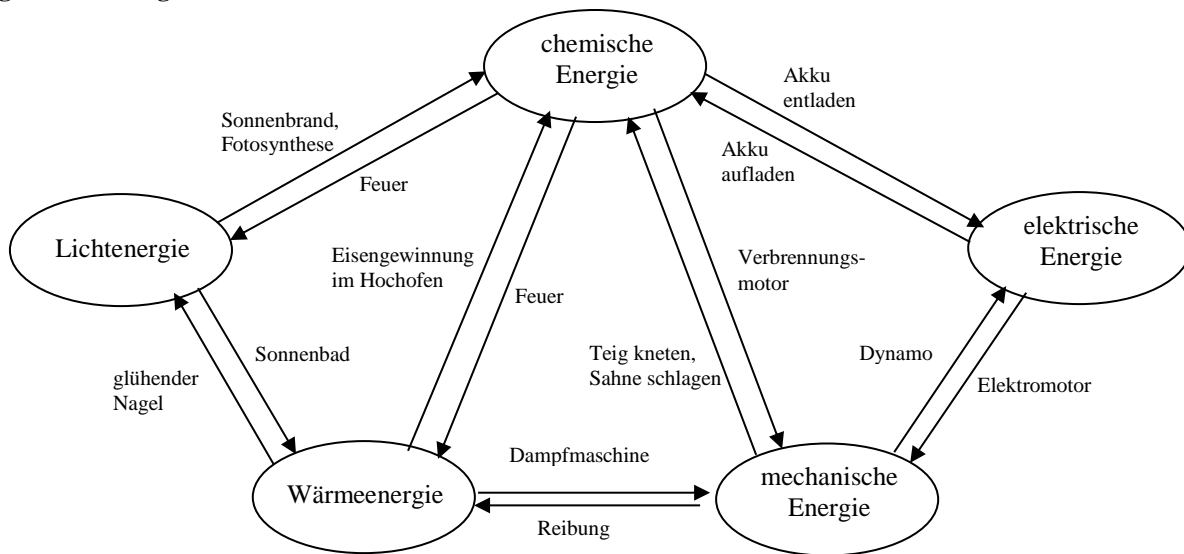 chemische
Energie
Akku
entladen
Sonnenbrand,
Fotosynthese
Akku
aufladen
Feuer
Lichtenergie
elektrische
Energie
Eisengewinnung
im Hochofen
Verbrennungs-
motor
Feuer
Sonnenbad
Teig kneten,
Sahne schlagen
Dynamo
glühender
Nagel
Elektromotor
Dampfmaschine
Wärmeenergie
mechanische
Energie
Reibung